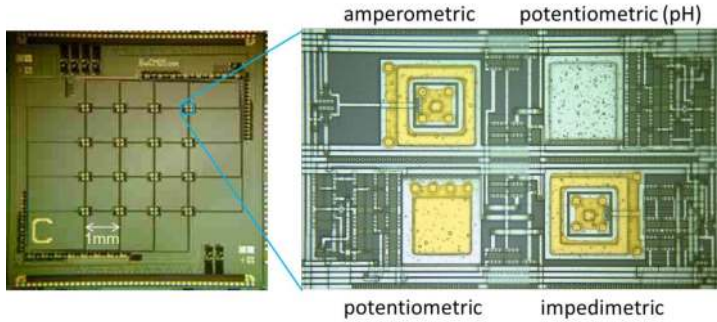 amperometric
potentiometric (pH)
C
1mm
potentiometric
impedimetric